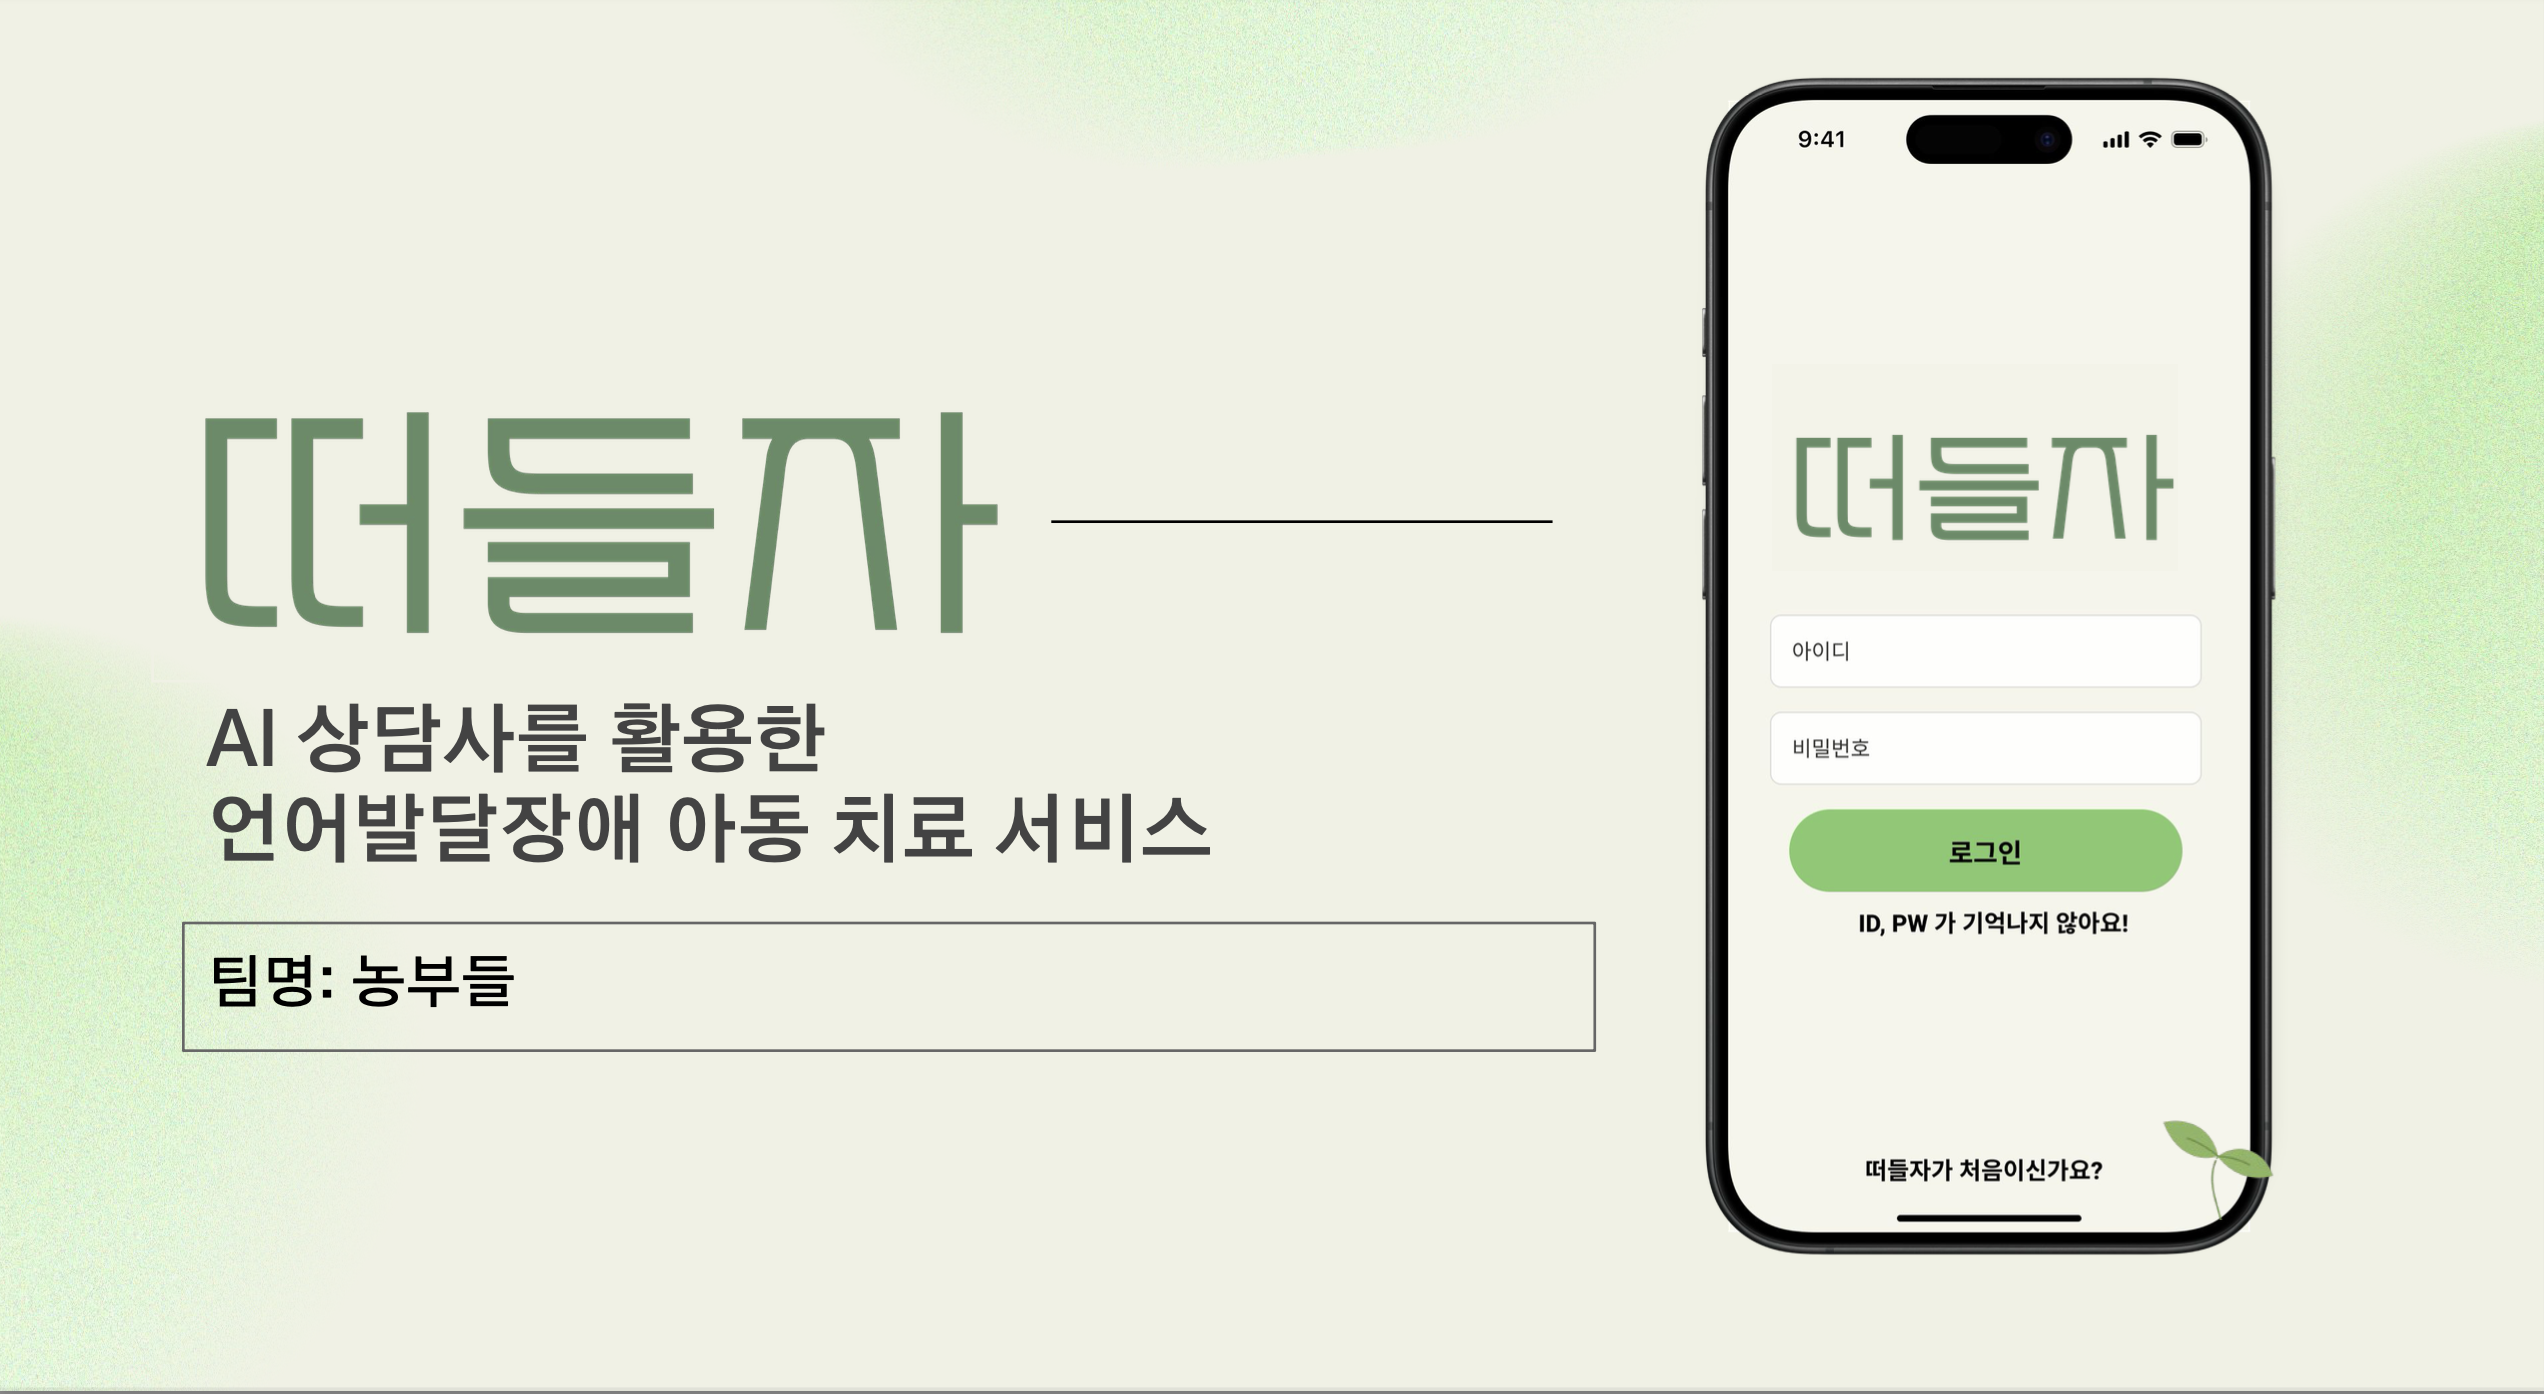 떠들자
AI 상담사를 활용한
언어발달장애 아동 치료 서비스
팀명: 농부들
9:41
떠들자
아이디
비밀번호
로그인
ID, PW 가 기억나지 않아요!
떠들자가 처음이신가요?